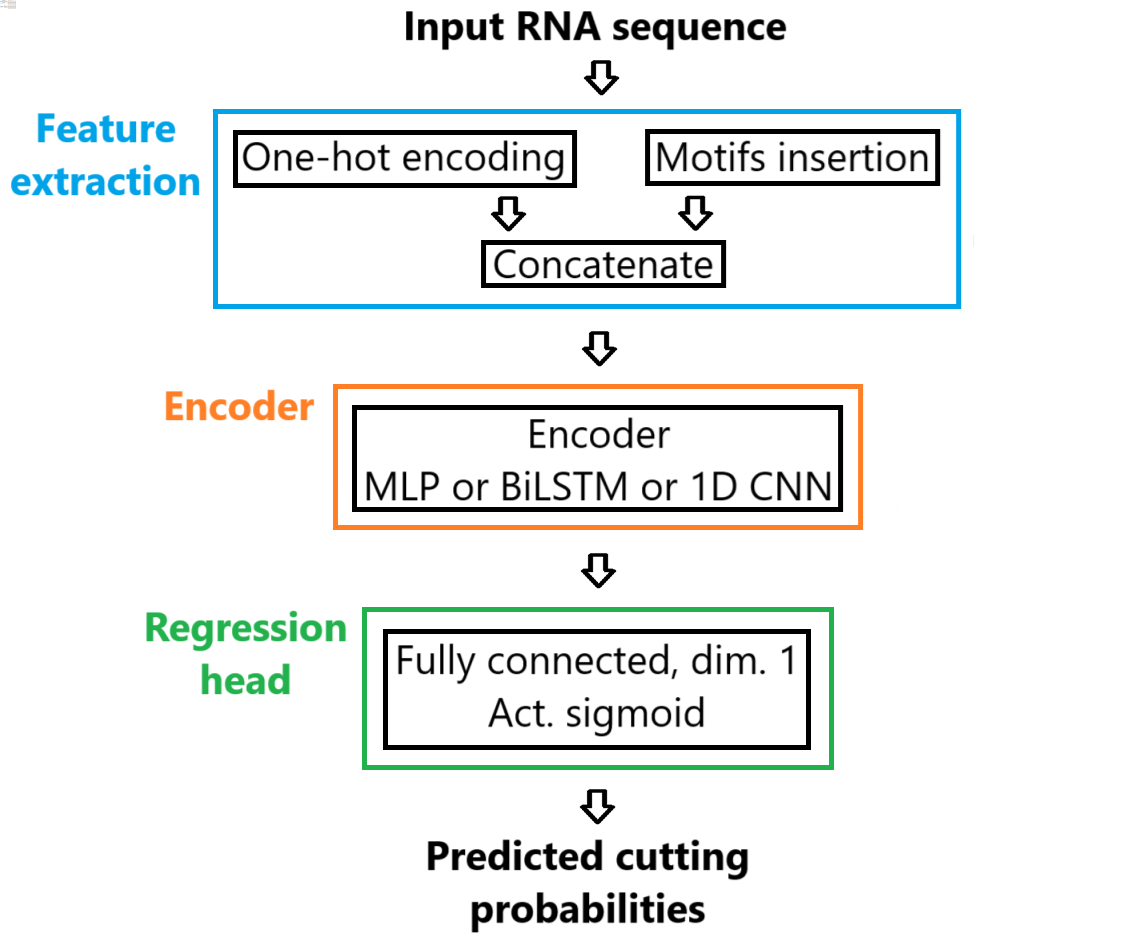 Input RNA sequence
Feature
extraction
One-hot encoding
Motifs insertion
Concatenate
Encoder
Encoder
MLP or BiLSTM or 1D CNN
Regression
head
Fully connected, dim. 1
Act. sigmoid
Predicted cutting
probabilities